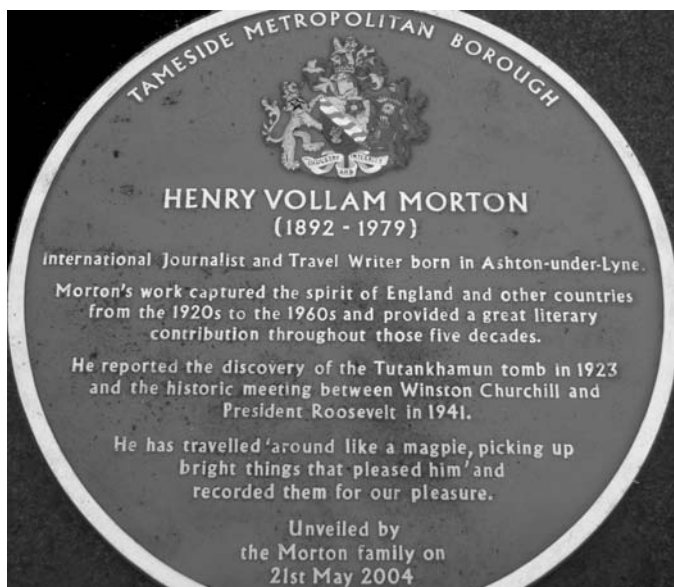 TAMESIDE METROPOLITAN BOROUGH
INDUSTRY AND INTEGRITY
HENRY VOLLAM MORTON
(1892 - 1979)
International Journalist and Travel Writer born in Ashton-under-Lyne.
Morton's work captured the spirit of England and other countries
from the 1920s to the 1960s and provided a great literary
contribution throughout those five decades.
He reported the discovery of the Tutankhamun tomb in 1923
and the historic meeting between Winston Churchill and
President Roosevelt in 1941.
He has travelled 'around like a magpie, picking up
bright things that pleased him' and
recorded them for our pleasure.
Unveiled by
the Morton family on
21st May 2004